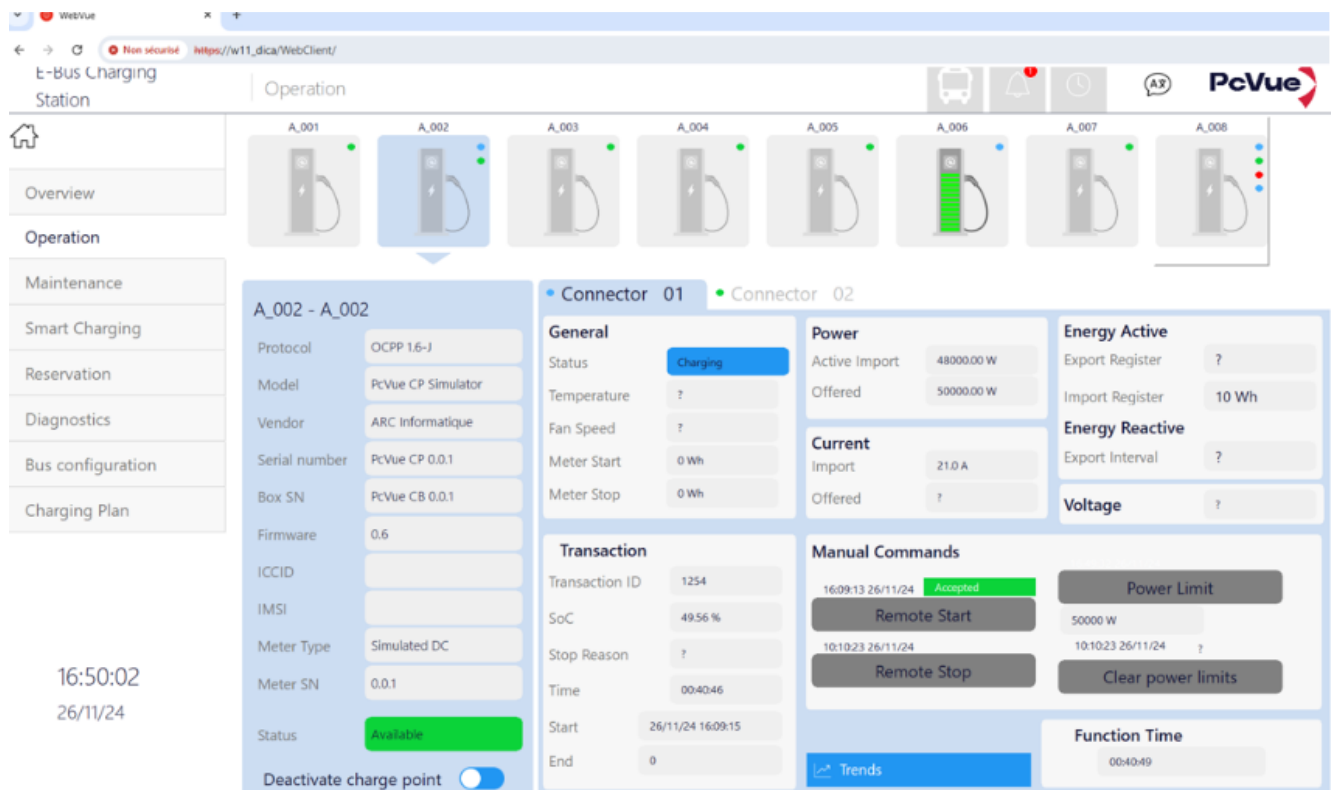 WebVue
Non sécurisé https://w11_dica/WebClient/
E-Bus Charging
Station
Operation
1
PcVue
A_001 A_002 A_003 A_004 A_005 A_006 A_007 A_008
Overview
Operation
Maintenance
Smart Charging
Reservation
Diagnostics
Bus configuration
Charging Plan
16:50:02
26/11/24
A_002 - A_002
Protocol OCPP 1.6-J
Model PcVue CP Simulator
Vendor ARC Informatique
Serial number PcVue CP 0.0.1
Box SN PcVue CB 0.0.1
Firmware 0.6
ICCID
IMSI
Meter Type Simulated DC
Meter SN 0.0.1
Status Available
Deactivate charge point
Connector 01 Connector 02
General
Status Charging
Temperature ?
Fan Speed ?
Meter Start 0 Wh
Meter Stop 0 Wh
Transaction
Transaction ID 1254
SoC 49.56 %
Stop Reason ?
Time 00:40:46
Start 26/11/24 16:09:15
End 0
Power
Active Import 48000.00 W
Offered 50000.00 W
Current
Import 21.0 A
Offered ?
Energy Active
Export Register ?
Import Register 10 Wh
Energy Reactive
Export Interval ?
Voltage ?
Manual Commands
16:09:13 26/11/24 Accepted
Remote Start
10:10:23 26/11/24
Remote Stop
Power Limit
50000 W
10:10:23 26/11/24 ?
Clear power limits
Trends
Function Time
00:40:49